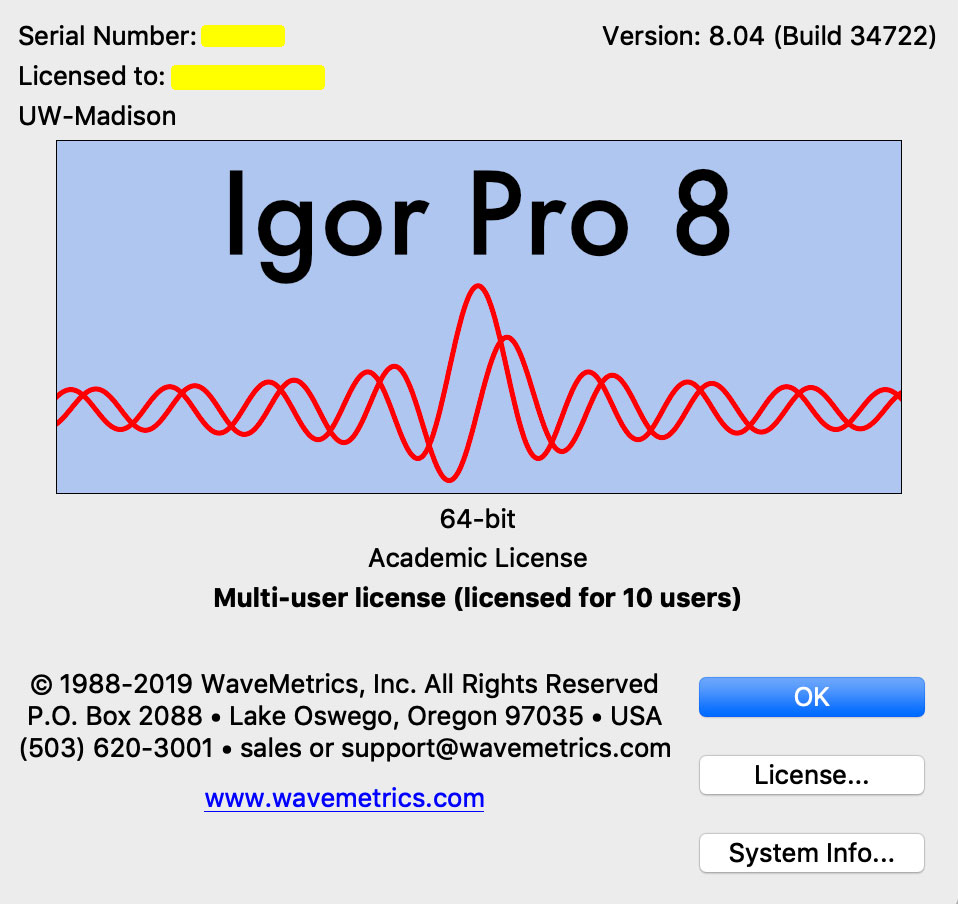 Serial Number:
Version: 8.04 (Build 34722)
Licensed to:
UW-Madison
Igor Pro 8
64-bit
Academic License
Multi-user license (licensed for 10 users)
© 1988-2019 WaveMetrics, Inc. All Rights Reserved
P.O. Box 2088 • Lake Oswego, Oregon 97035 • USA
(503) 620-3001 • sales or support@wavemetrics.com
www.wavemetrics.com
OK
License...
System Info...